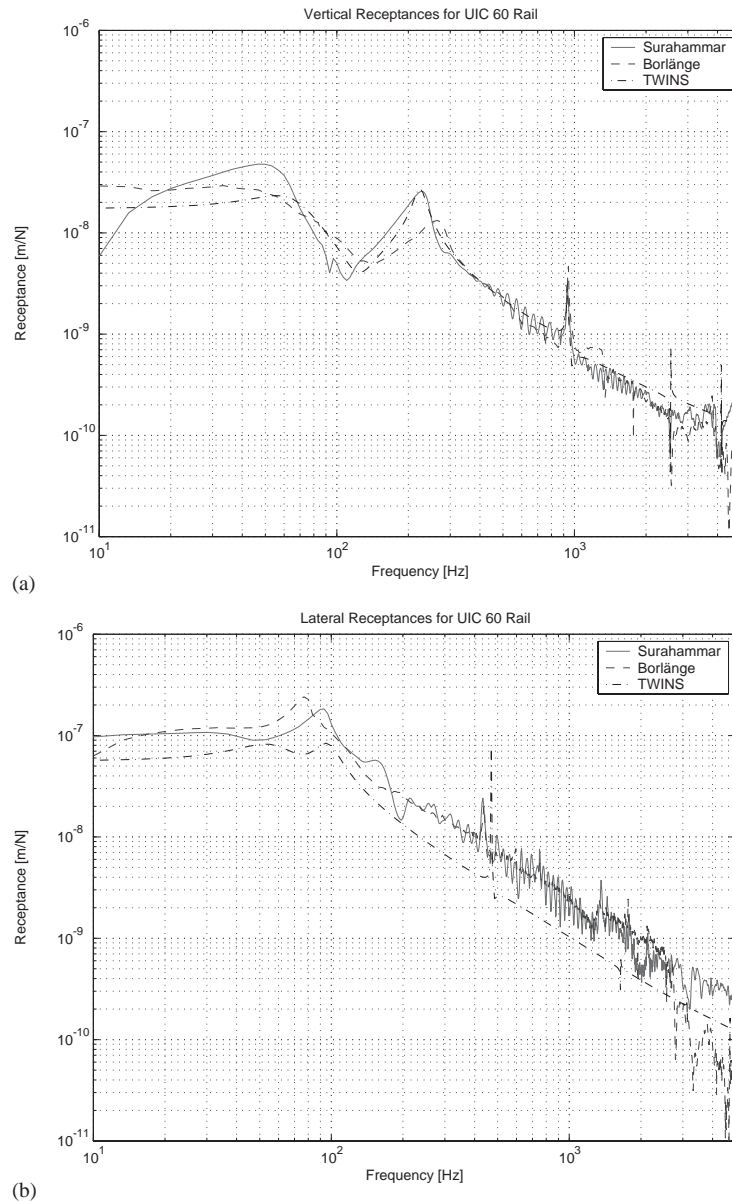 Vertical Receptances for UIC 60 Rail
10^-6
10^-7
10^-8
10^-9
10^-10
10^-11
Receptance [m/N]
Surahammar
Borlänge
TWINS
10^1
10^2
10^3
Frequency [Hz]
(a)
Lateral Receptances for UIC 60 Rail
10^-6
10^-7
10^-8
10^-9
10^-10
10^-11
Receptance [m/N]
Surahammar
Borlänge
TWINS
10^1
10^2
10^3
Frequency [Hz]
(b)